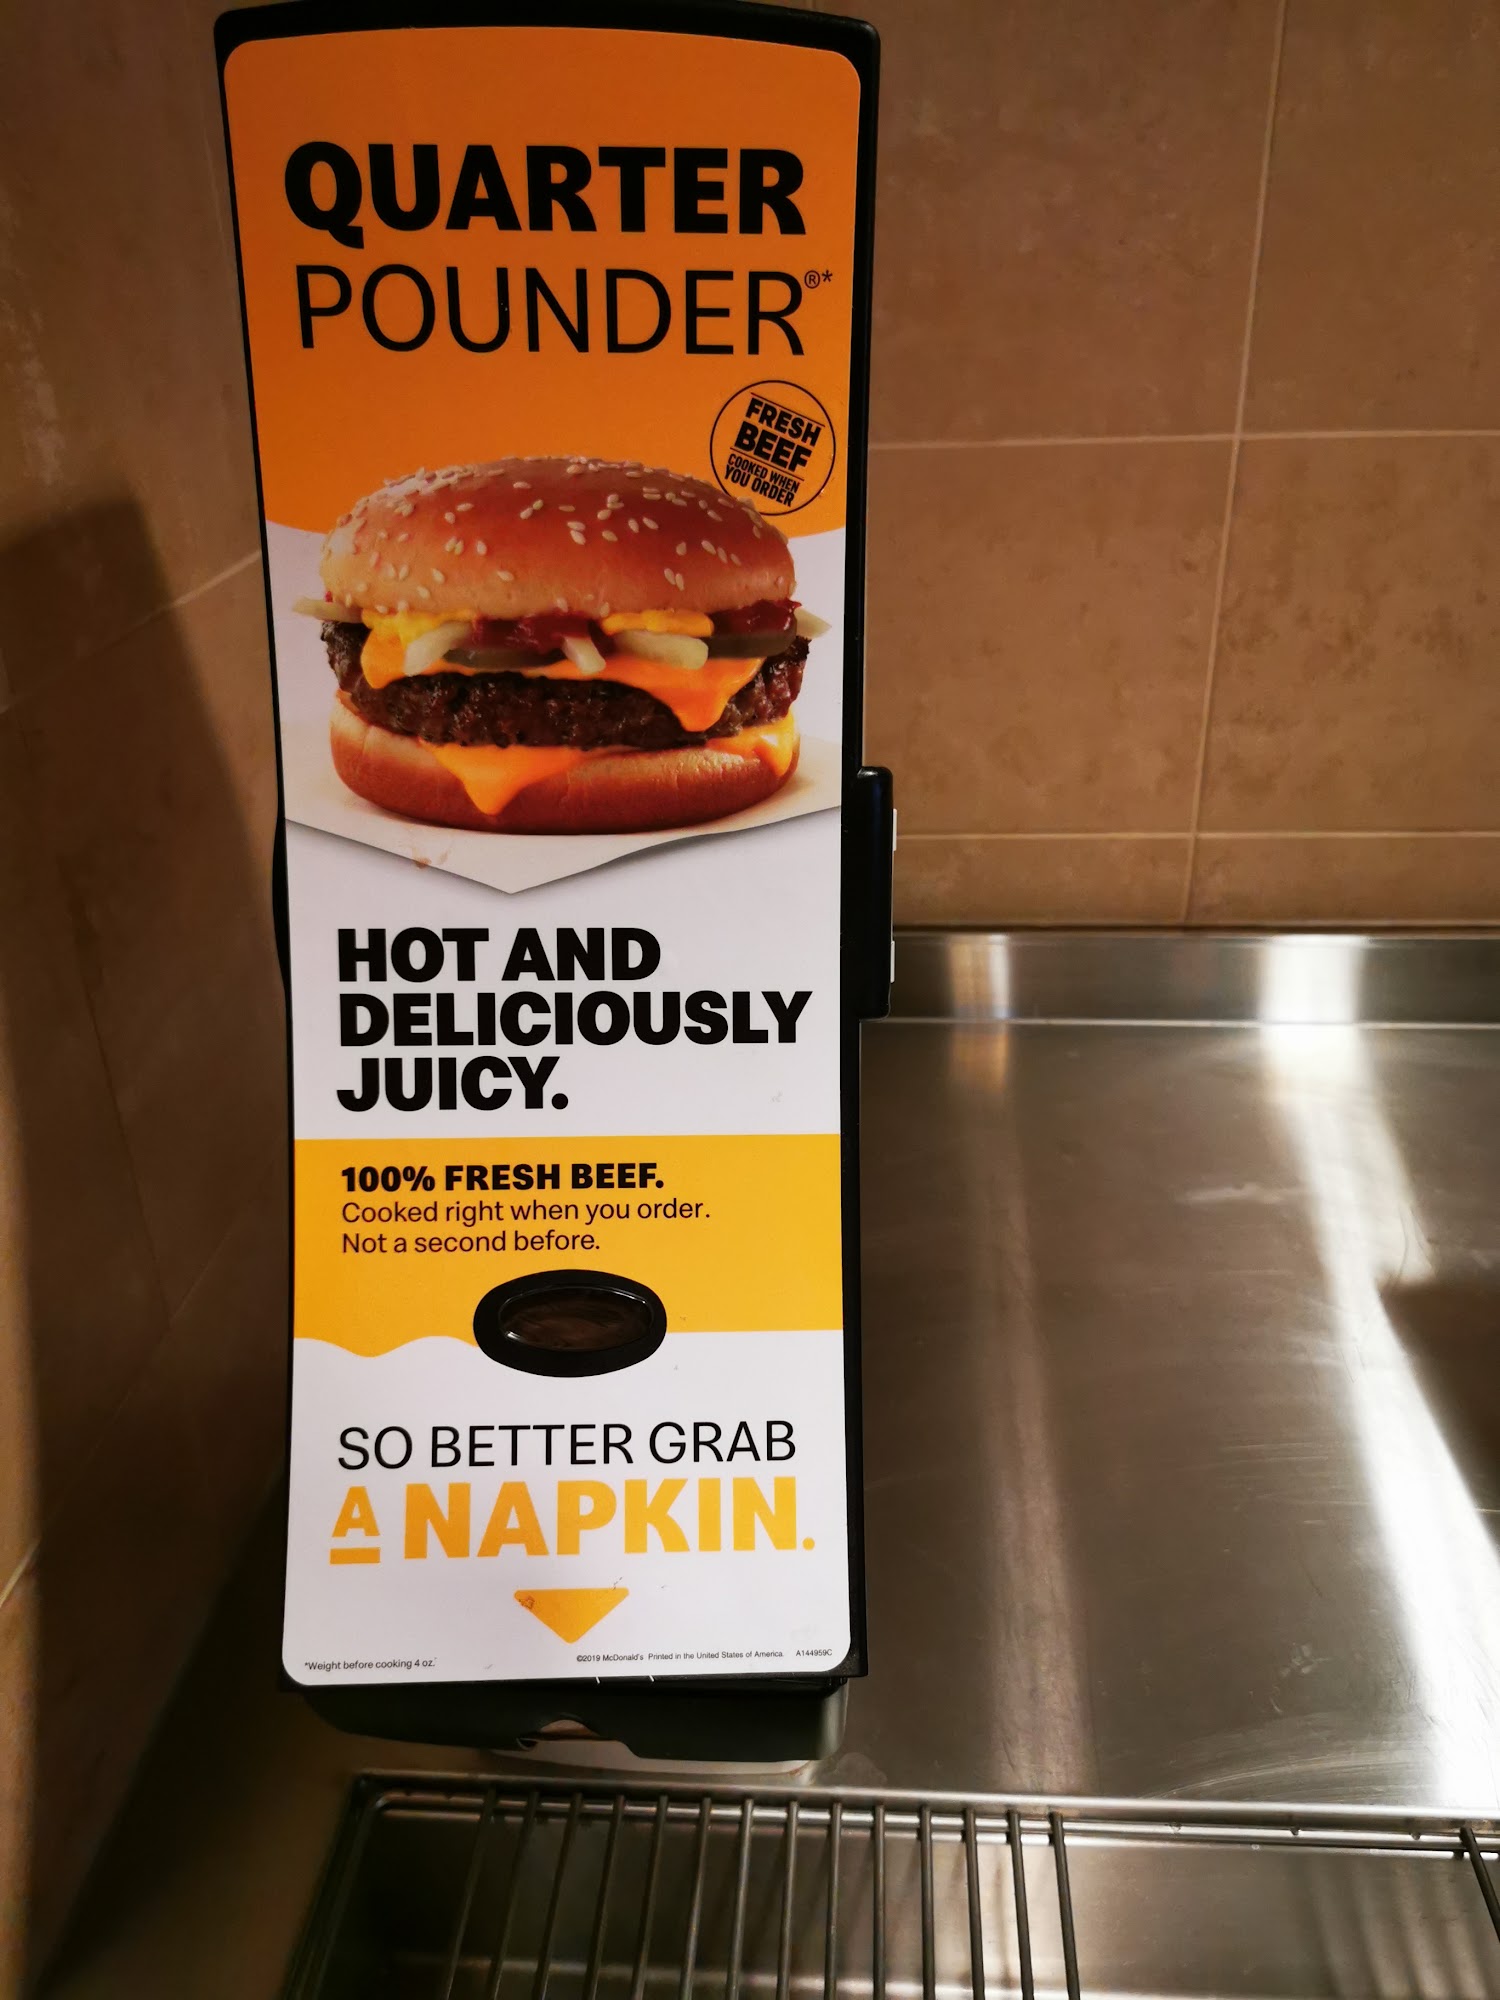 QUARTER
POUNDER®*
FRESH
BEEF
COOKED WHEN
YOU ORDER
HOT AND
DELICIOUSLY
JUICY.
100% FRESH BEEF.
Cooked right when you order.
Not a second before.
SO BETTER GRAB
A NAPKIN.
*Weight before cooking 4 oz.
©2019 McDonald's Printed in the United States of America. A144959C